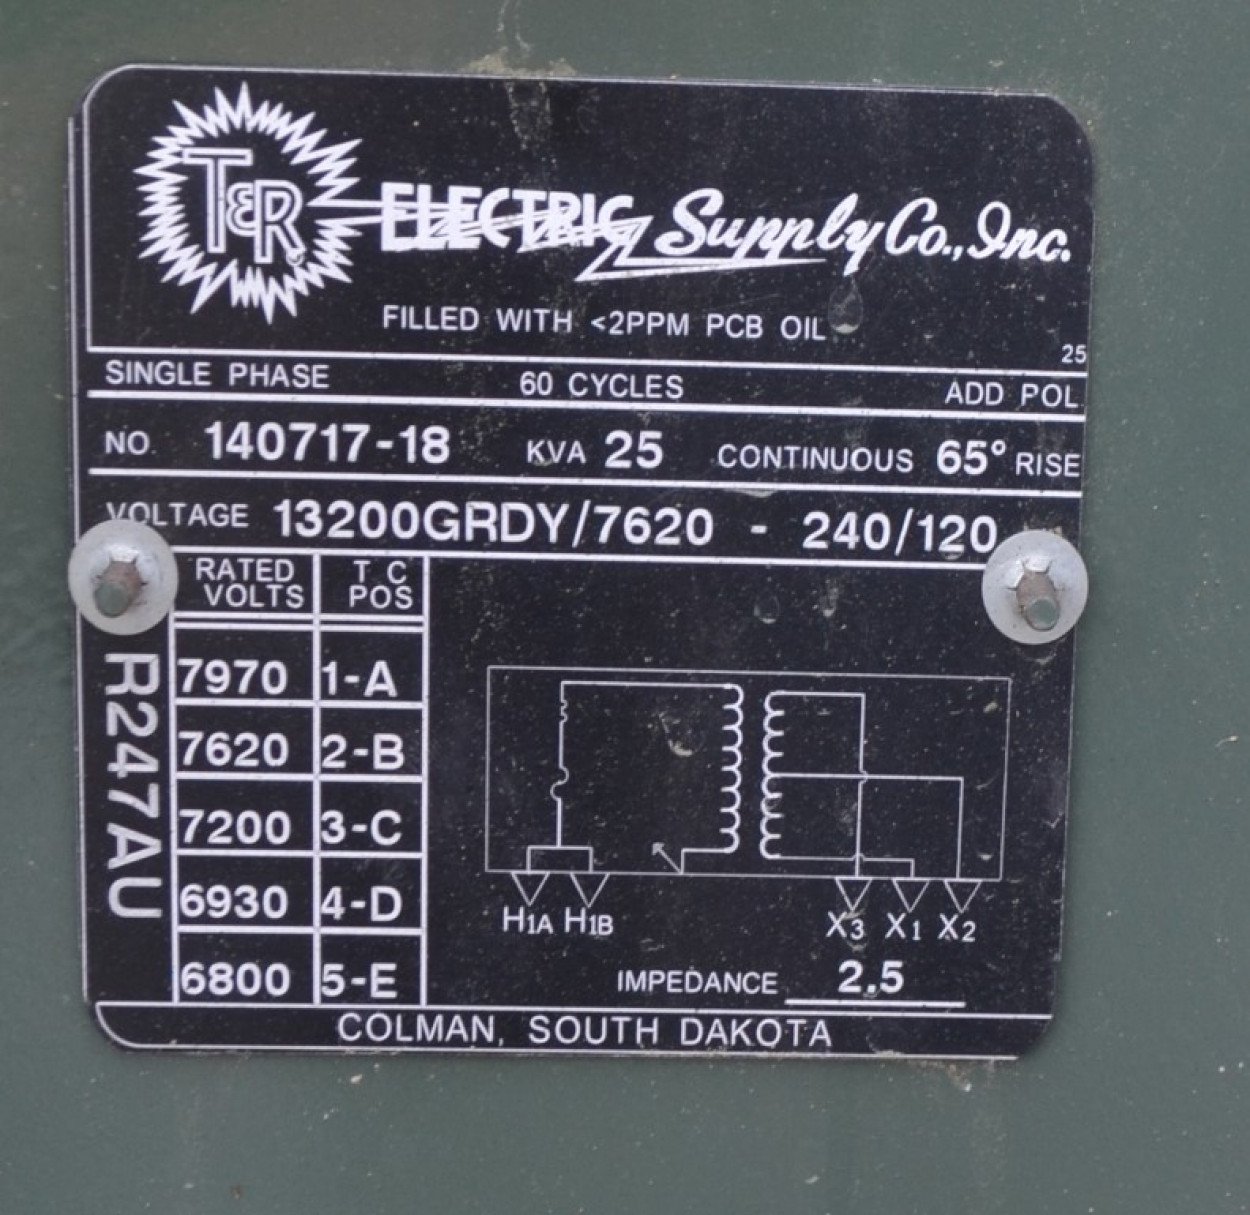 T&R ELECTRIC Supply Co., Inc.
FILLED WITH <2PPM PCB OIL
25
SINGLE PHASE 60 CYCLES ADD POL
NO. 140717-18 KVA 25 CONTINUOUS 65° RISE
VOLTAGE 13200GRDY/7620 - 240/120
RATED VOLTS T C POS
7970 1-A
7620 2-B
7200 3-C
6930 4-D
6800 5-E
R247AU
H1A H1B X3 X1 X2
IMPEDANCE 2.5
COLMAN, SOUTH DAKOTA